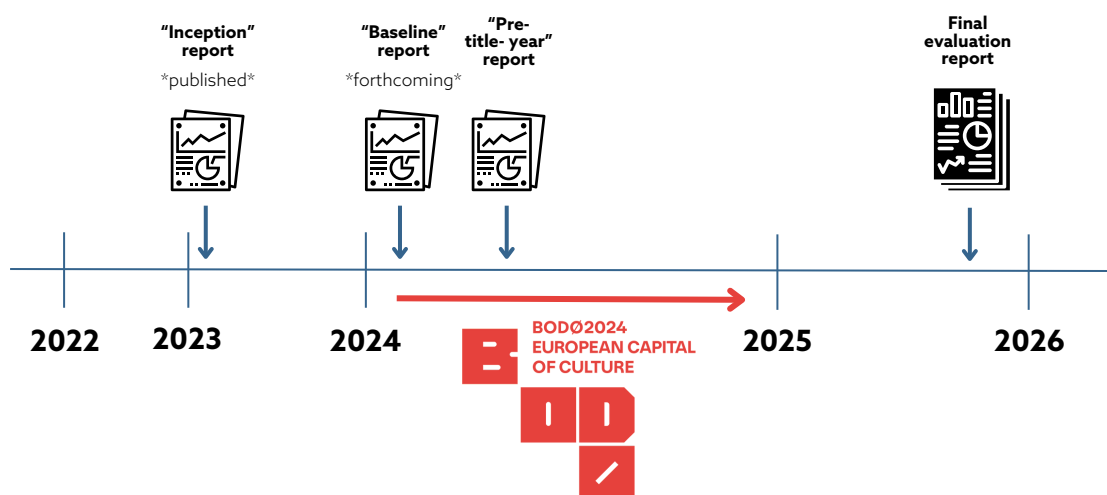 “Inception”
report
*published*
“Baseline”
report
*forthcoming*
“Pre-
title- year”
report
Final
evaluation
report
2022
2023
2024
2025
2026
BODØ2024
EUROPEAN CAPITAL
OF CULTURE
B
OD
Ø